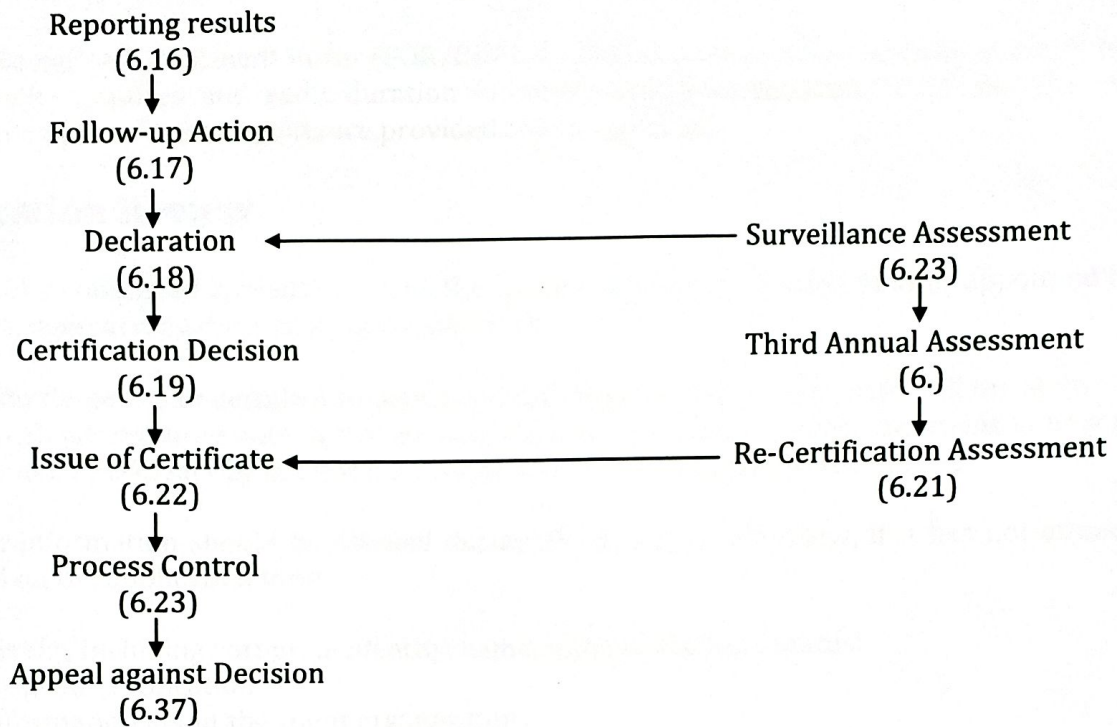 Reporting results
(6.16)
Follow-up Action
(6.17)
Declaration
(6.18)
Certification Decision
(6.19)
Issue of Certificate
(6.22)
Process Control
(6.23)
Appeal against Decision
(6.37)
Surveillance Assessment
(6.23)
Third Annual Assessment
(6.)
Re-Certification Assessment
(6.21)